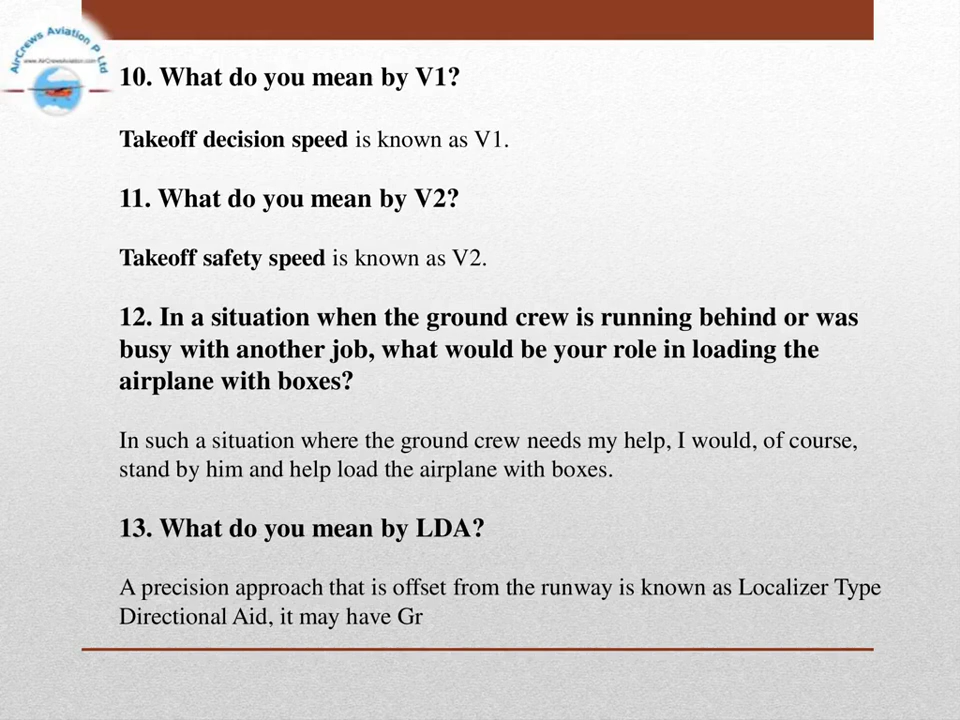 AirCrews Aviation P Ltd
www.AirCrewsAviation.com
10. What do you mean by V1?
Takeoff decision speed is known as V1.
11. What do you mean by V2?
Takeoff safety speed is known as V2.
12. In a situation when the ground crew is running behind or was
busy with another job, what would be your role in loading the
airplane with boxes?
In such a situation where the ground crew needs my help, I would, of course,
stand by him and help load the airplane with boxes.
13. What do you mean by LDA?
A precision approach that is offset from the runway is known as Localizer Type
Directional Aid, it may have Gr